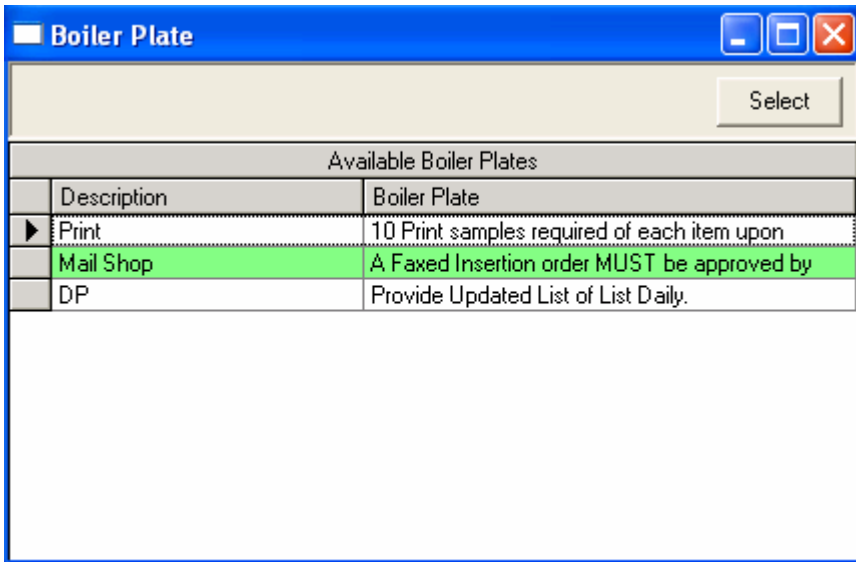 Boiler Plate
Select
Available Boiler Plates
Description Boiler Plate
Print 10 Print samples required of each item upon
Mail Shop A Faxed Insertion order MUST be approved by
DP Provide Updated List of List Daily.